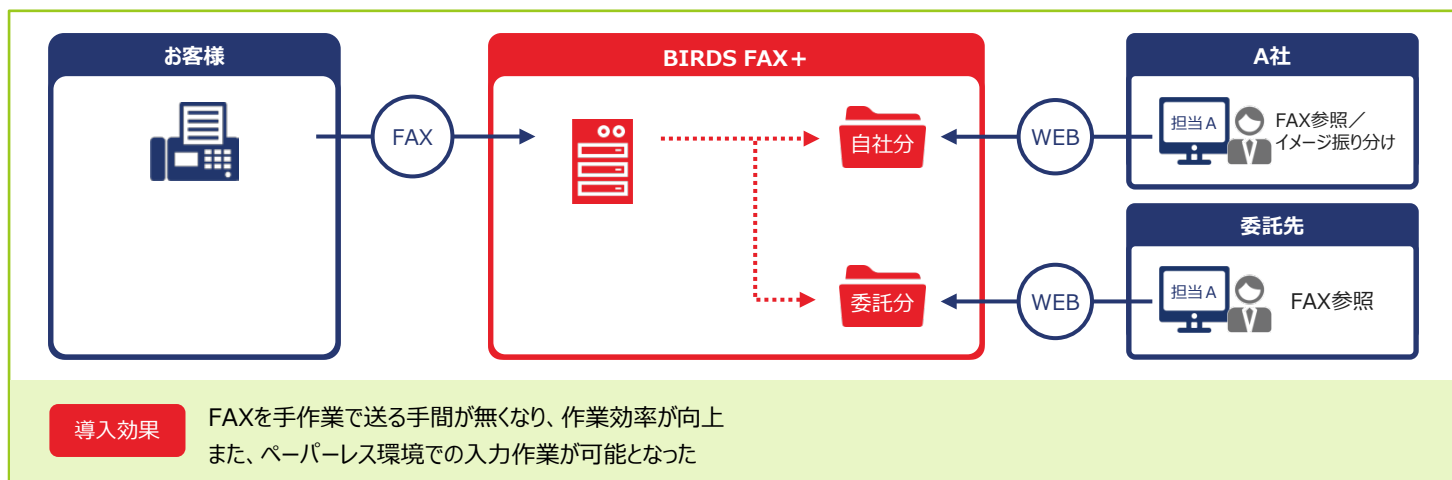 お客様
FAX
BIRDS FAX+
自社分
委託分
WEB
WEB
A社
担当A
FAX参照／
イメージ振り分け
委託先
担当A
FAX参照
導入効果
FAXを手作業で送る手間が無くなり、作業効率が向上
また、ペーパーレス環境での入力作業が可能となった